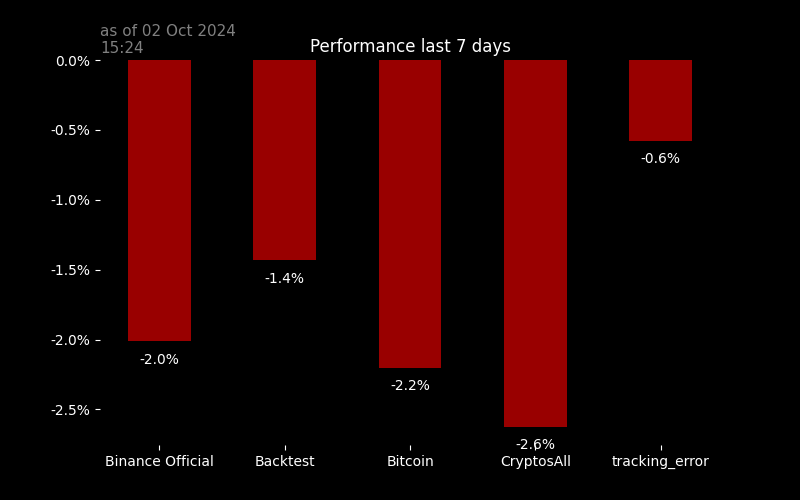 as of 02 Oct 2024
15:24
Performance last 7 days
0.0%
-0.5%
-1.0%
-1.5%
-2.0%
-2.5%
-2.0%
-1.4%
-2.2%
-2.6%
-0.6%
Binance Official
Backtest
Bitcoin
CryptosAll
tracking_error